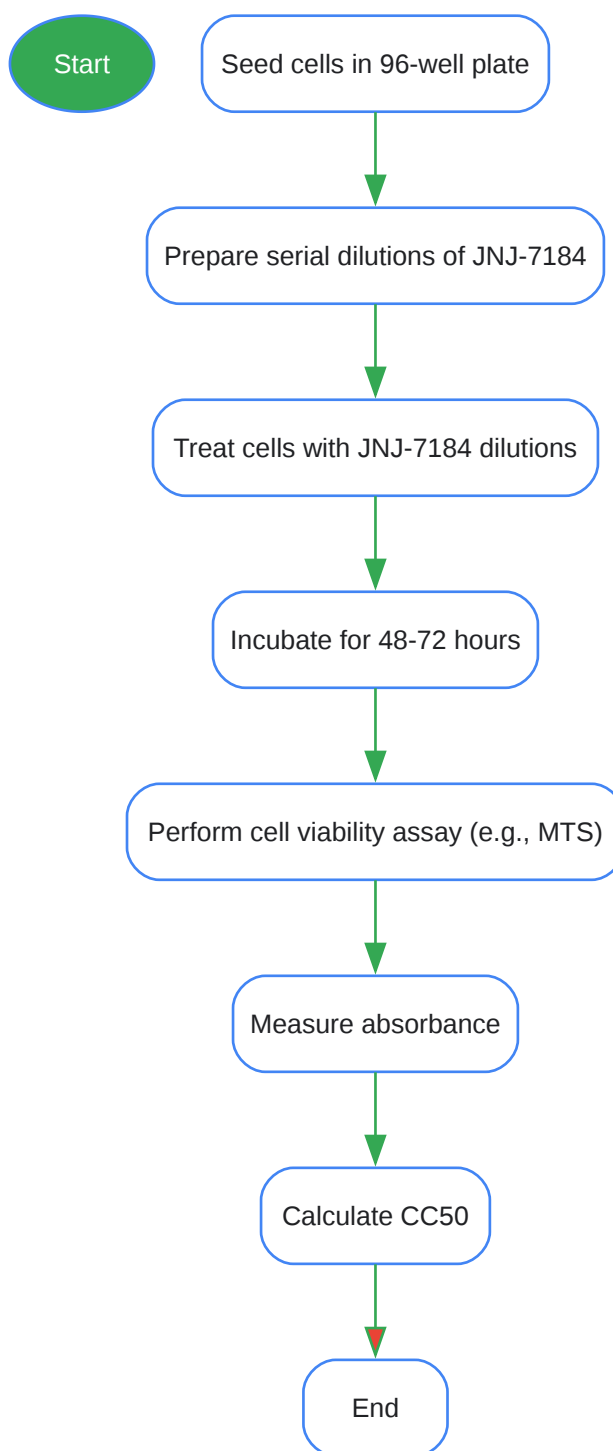 Start
Seed cells in 96-well plate
Prepare serial dilutions of JNJ-7184
Treat cells with JNJ-7184 dilutions
Incubate for 48-72 hours
Perform cell viability assay (e.g., MTS)
Measure absorbance
Calculate CC50
End